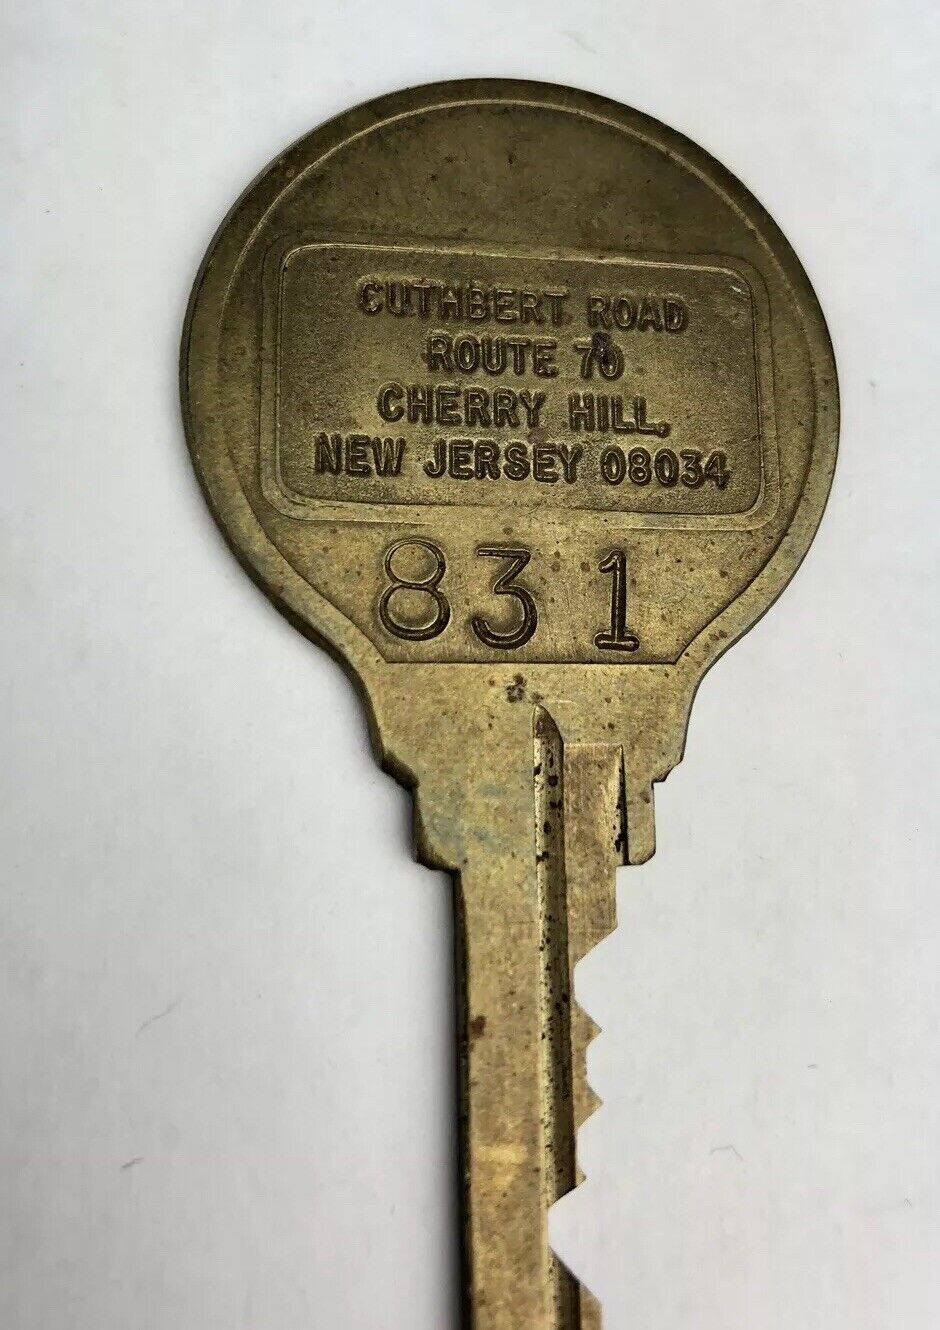 CUTHBERT ROAD
ROUTE 70
CHERRY HILL,
NEW JERSEY 08034
831